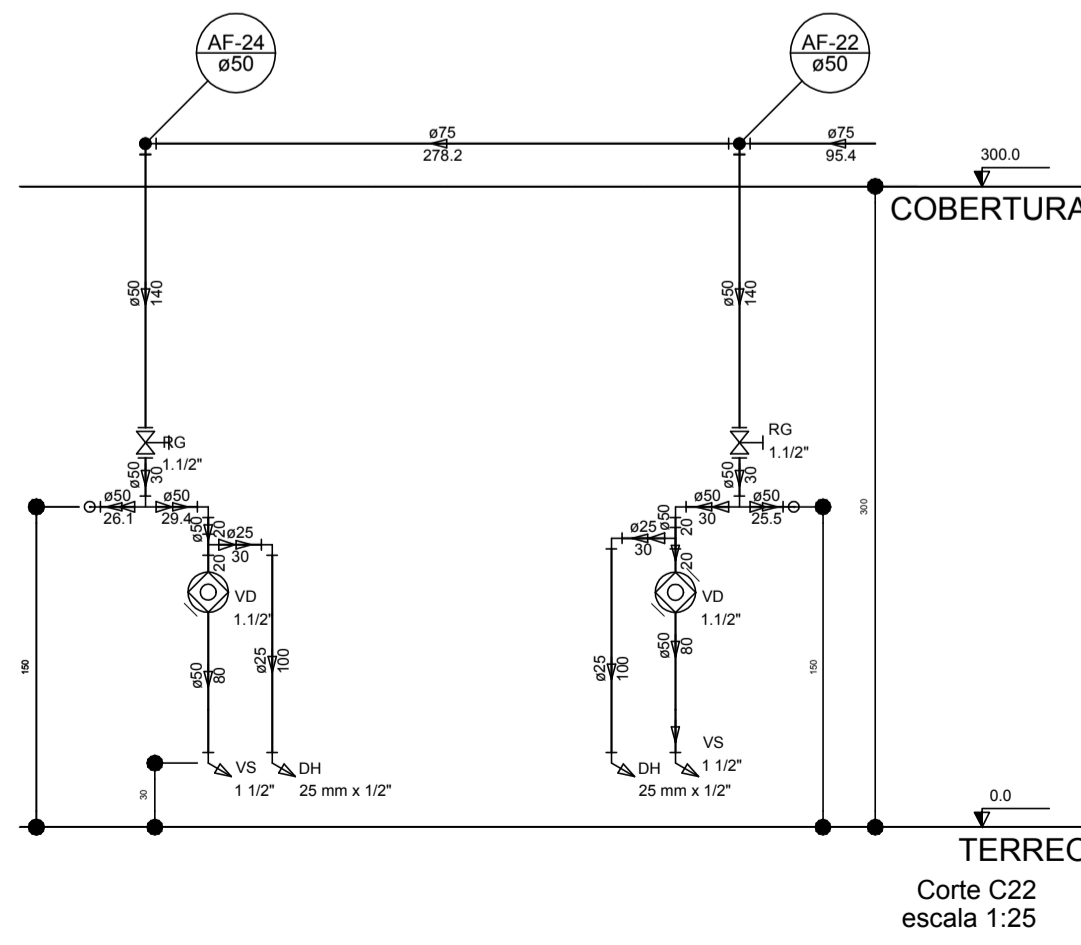 AF-24
ø50
AF-22
ø50
ø75
278.2
ø75
95.4
300.0
COBERTURA
ø50
140
ø50
140
RG
1.1/2"
RG
1.1/2"
ø50
30
ø50
30
ø50
26.1
ø50
29.4
ø50
30
ø50
25.5
ø50
20
ø25
30
20
ø50
20
ø25
30
20
300
VD
1.1/2"
VD
1.1/2"
150
ø50
80
ø25
100
ø25
100
ø50
80
150
VS
1 1/2"
DH
25 mm x 1/2"
DH
25 mm x 1/2"
VS
1 1/2"
30
0.0
TERREO
Corte C22
escala 1:25